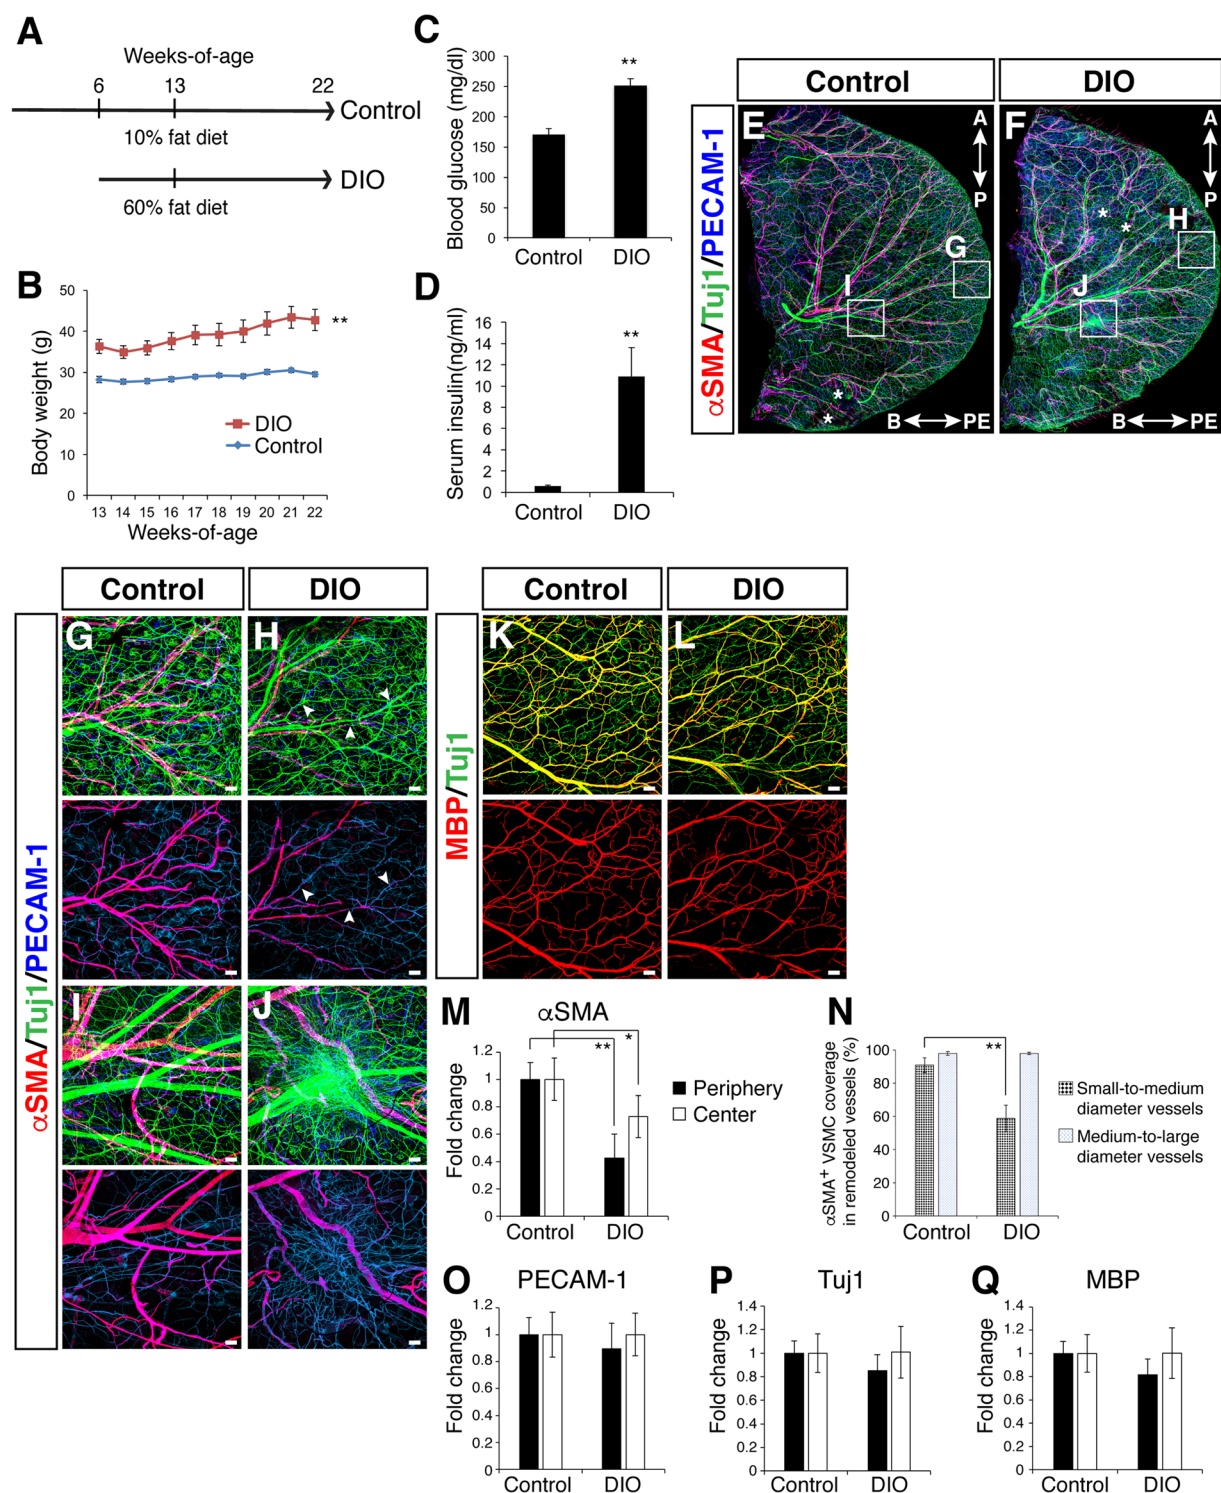 A
Weeks-of-age
6 13 22
Control
10% fat diet
DIO
60% fat diet
B
Body weight (g)
50
40
30
20
10
0
DIO
Control
**
13 14 15 16 17 18 19 20 21 22
Weeks-of-age
C
Blood glucose (mg/dl)
300
250
200
150
100
50
0
**
Control DIO
D
Serum insulin(ng/ml)
16
14
12
10
8
6
4
2
0
**
Control DIO
Control DIO
αSMA/Tuj1/PECAM-1
E
A
P
G
I
*
*
B PE
F
A
P
H
J
*
*
*
B PE
Control DIO
αSMA/Tuj1/PECAM-1
G
H
I
J
Control DIO
MBP/Tuj1
K
L
M
αSMA
Fold change
1.2
1
0.8
0.6
0.4
0.2
0
**
*
Control DIO
Periphery
Center
N
αSMA+ VSMC coverage
in remodeled vessels (%)
100
80
60
40
20
0
**
Control DIO
Small-to-medium
diameter vessels
Medium-to-large
diameter vessels
O
PECAM-1
Fold change
1.2
1
0.8
0.6
0.4
0.2
0
Control DIO
P
Tuj1
Fold change
1.4
1.2
1
0.8
0.6
0.4
0.2
0
Control DIO
Q
MBP
Fold change
1.4
1.2
1
0.8
0.6
0.4
0.2
0
Control DIO